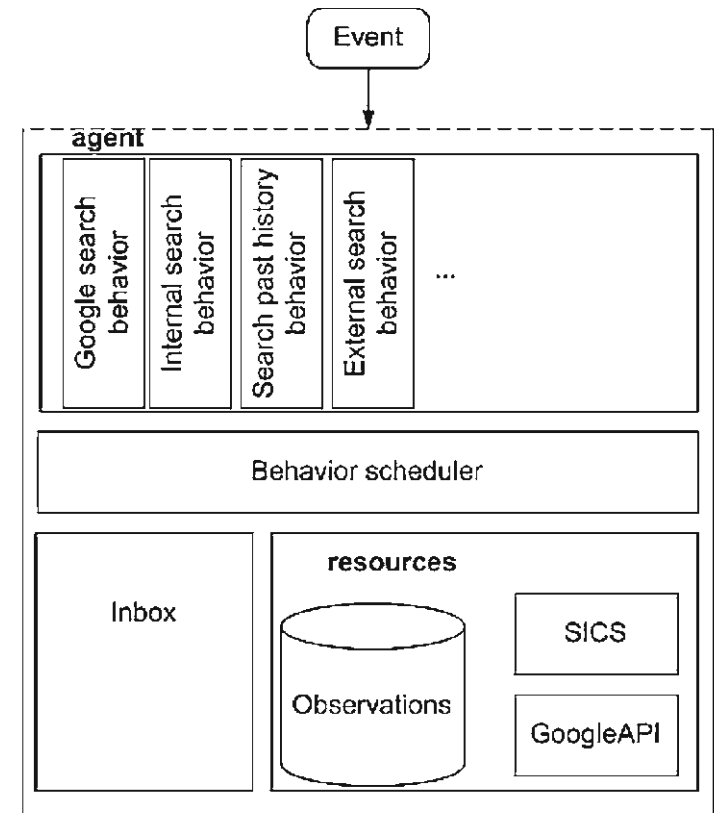 Event
agent
Google search
behavior
Internal search
behavior
Search past history
behavior
External search
behavior
...
Behavior scheduler
Inbox
resources
Observations
SICS
GoogleAPI